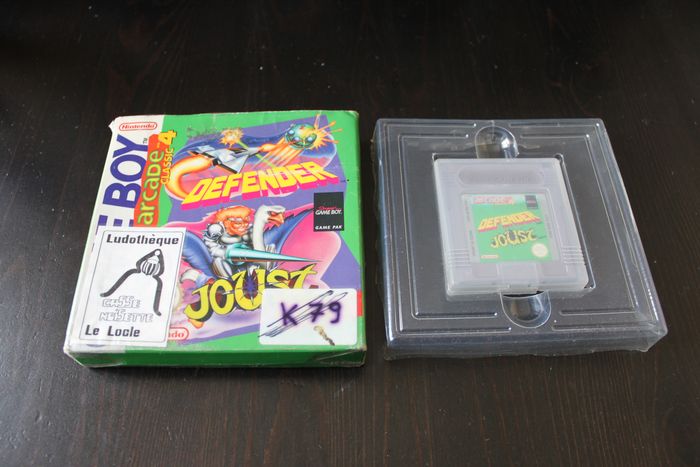 Nintendo
GAME BOY
arcade
CLASSIC 4
DEFENDER
GAME BOY
GAME PAK
JOUST
Ludothèque
CASSE
NOISETTE
Le Locle
K 79
Nintendo
DEFENDER
JOUST